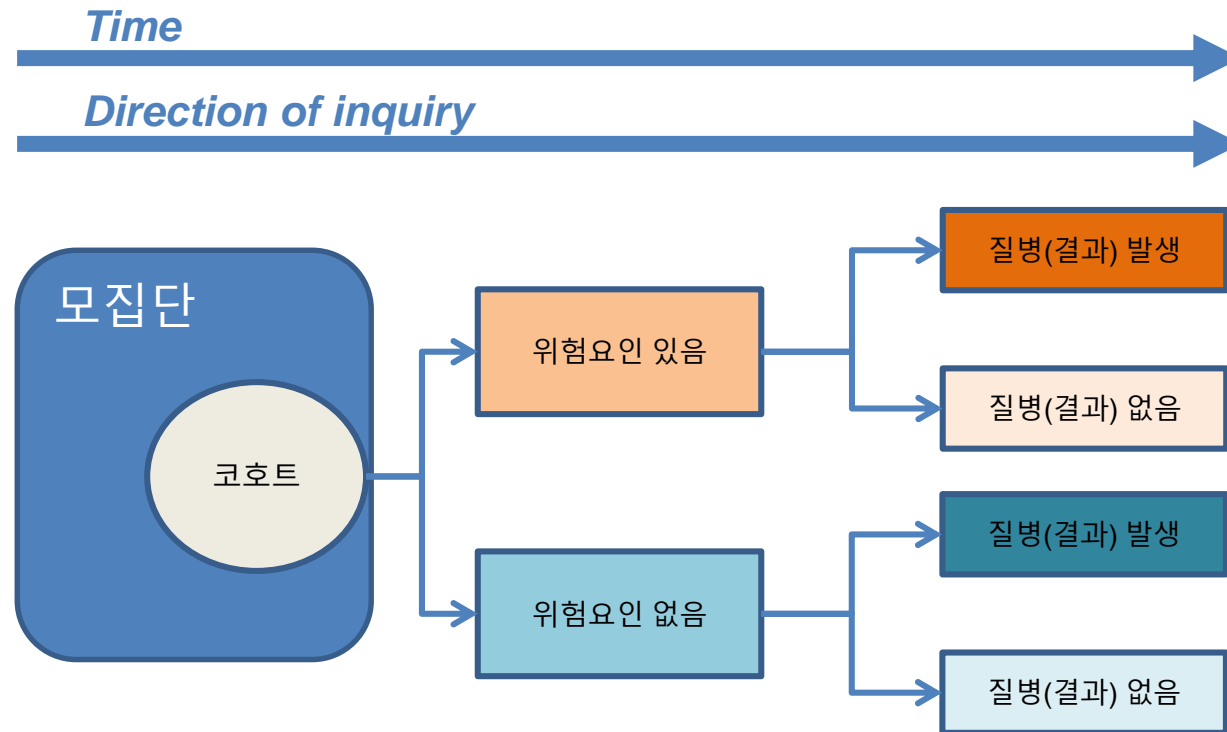 Time
Direction of inquiry
모집단
코호트
위험요인 있음
위험요인 없음
질병(결과) 발생
질병(결과) 없음
질병(결과) 발생
질병(결과) 없음